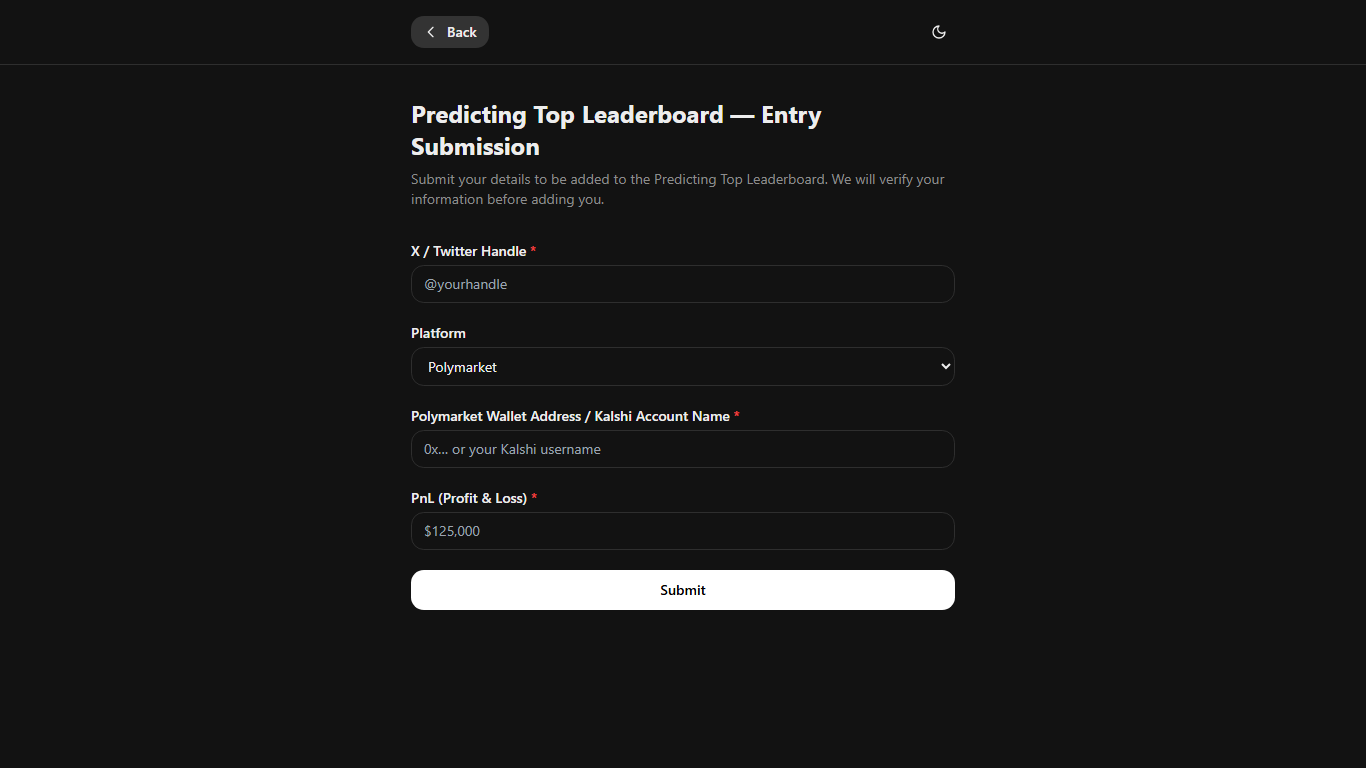 Back
Predicting Top Leaderboard — Entry
Submission
Submit your details to be added to the Predicting Top Leaderboard. We will verify your
information before adding you.
X / Twitter Handle *
@yourhandle
Platform
Polymarket
Polymarket Wallet Address / Kalshi Account Name *
0x... or your Kalshi username
PnL (Profit & Loss) *
$125,000
Submit